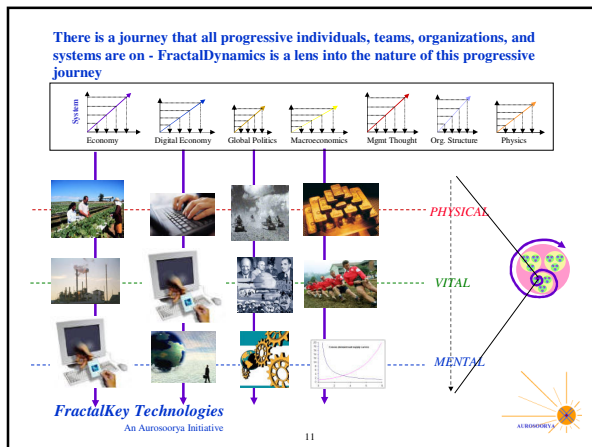 There is a journey that all progressive individuals, teams, organizations, and
systems are on - FractalDynamics is a lens into the nature of this progressive
journey
System
Economy Digital Economy Global Politics Macroeconomics Mgmt Thought Org. Structure Physics
PHYSICAL
VITAL
MENTAL
FractalKey Technologies
An Aurosoorya Initiative
11
AUROSOORYA